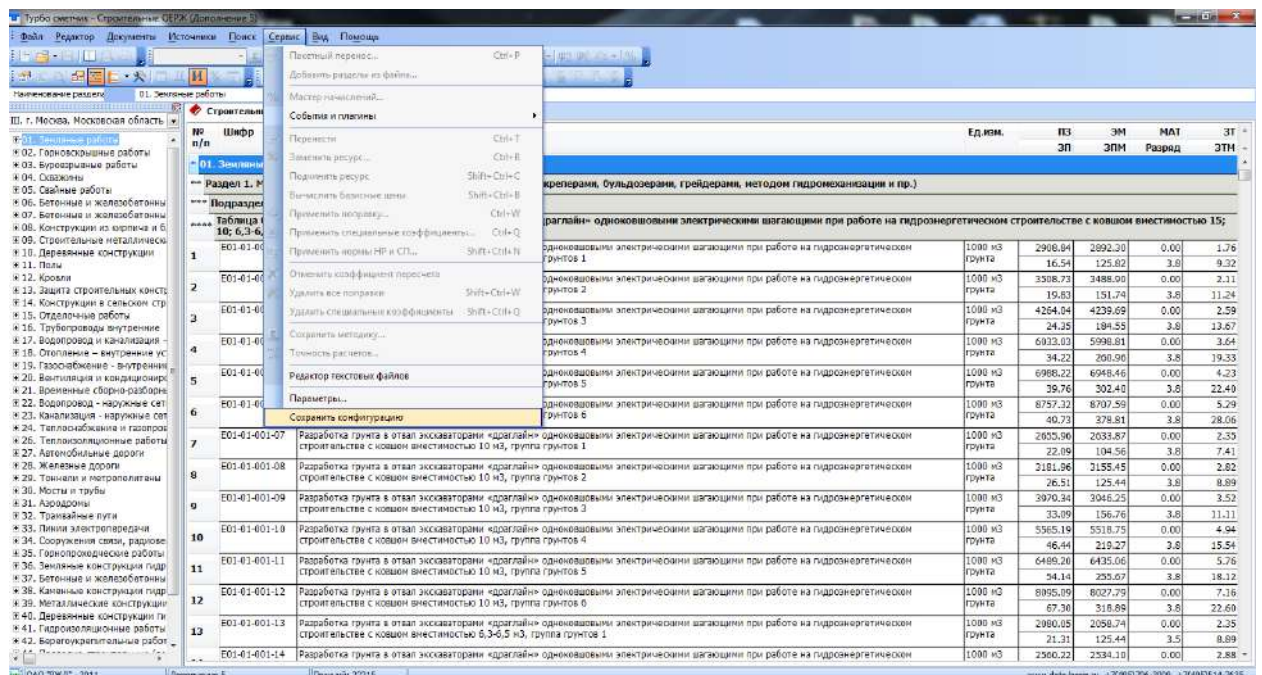 Турбо сметчик - Строительные ОЕРЖ (Дополнение 5)
Файл Редактор Документы Источники Поиск Сервис Вид Помощь
Наименование раздела 01. Земляные работы
III. г. Москва, Московская область
01. Земляные работы
02. Горновскрышные работы
03. Буровзрывные работы
04. Скважины
05. Свайные работы
06. Бетонные и железобетонны
07. Бетонные и железобетонны
08. Конструкции из кирпича и б
09. Строительные металлическ
10. Деревянные конструкции
11. Полы
12. Кровли
13. Защита строительных констр
14. Конструкции в сельском стр
15. Отделочные работы
16. Трубопроводы внутренние
17. Водопровод и канализация -
18. Отопление – внутренние ус
19. Газоснабжение - внутренние
20. Вентиляция и кондициониро
21. Временные сборно-разборны
22. Водопровод - наружные сет
23. Канализация - наружные сет
24. Теплоснабжение и газопров
26. Теплоизоляционные работы
27. Автомобильные дороги
28. Железные дороги
29. Тоннели и метрополитены
30. Мосты и трубы
31. Аэродромы
32. Трамвайные пути
33. Линии электропередачи
34. Сооружения связи, радиове
35. Горнопроходческие работы
36. Земляные конструкции гидр
37. Бетонные и железобетонны
38. Каменные конструкции гидр
39. Металлические конструкции
40. Деревянные конструкции ги
41. Гидроизоляционные работы
42. Берегоукрепительные работ
Пакетный перенос... Ctrl+P
Добавить разделы из файла...
Мастер начислений...
События и плагины
Перенести Ctrl+T
Заменить ресурс... Ctrl+R
Подчинить ресурс Shift+Ctrl+C
Вычислить базисные цены Shift+Ctrl+B
Применить поправку... Ctrl+W
Применить специальные коэффициенты... Ctrl+Q
Применить нормы НР и СП... Shift+Ctrl+N
Отменить коэффициент пересчета
Удалить все поправки Shift+Ctrl+W
Удалить специальные коэффициенты Shift+Ctrl+Q
Сохранить методику...
Точность расчетов...
Редактор текстовых файлов
Параметры...
Сохранить конфигурацию
Строительны
№ п/п Шифр Ед.изм. ПЗ ЭМ МАТ ЗТ
ЗП ЗПМ Разряд ЗТМ
01. Земляны
Раздел 1. М креперами, бульдозерами, грейдерами, методом гидромеханизации и пр.)
Подраздел
Таблица драглайн» одноковшовыми электрическими шагающими при работе на гидроэнергетическом строительстве с ковшом вместимостью 15;
10; 6,3-6,
1 Е01-01-00 одноковшовыми электрическими шагающими при работе на гидроэнергетическом 1000 м3 2908.84 2892.30 0.00 1.76
грунтов 1 грунта 16.54 125.82 3.8 9.32
2 Е01-01-00 одноковшовыми электрическими шагающими при работе на гидроэнергетическом 1000 м3 3508.73 3488.90 0.00 2.11
грунтов 2 грунта 19.83 151.74 3.8 11.24
3 Е01-01-00 одноковшовыми электрическими шагающими при работе на гидроэнергетическом 1000 м3 4264.04 4239.69 0.00 2.59
грунтов 3 грунта 24.35 184.55 3.8 13.67
4 Е01-01-00 одноковшовыми электрическими шагающими при работе на гидроэнергетическом 1000 м3 6033.03 5998.81 0.00 3.64
грунтов 4 грунта 34.22 260.96 3.8 19.33
5 Е01-01-00 одноковшовыми электрическими шагающими при работе на гидроэнергетическом 1000 м3 6988.22 6948.46 0.00 4.23
грунтов 5 грунта 39.76 302.40 3.8 22.40
6 Е01-01-00 одноковшовыми электрическими шагающими при работе на гидроэнергетическом 1000 м3 8757.32 8707.59 0.00 5.29
грунтов 6 грунта 49.73 378.81 3.8 28.06
7 Е01-01-001-07 Разработка грунта в отвал экскаваторами «драглайн» одноковшовыми электрическими шагающими при работе на гидроэнергетическом 1000 м3 2655.96 2633.87 0.00 2.35
строительстве с ковшом вместимостью 10 м3, группа грунтов 1 грунта 22.09 104.56 3.8 7.41
8 Е01-01-001-08 Разработка грунта в отвал экскаваторами «драглайн» одноковшовыми электрическими шагающими при работе на гидроэнергетическом 1000 м3 3181.96 3155.45 0.00 2.82
строительстве с ковшом вместимостью 10 м3, группа грунтов 2 грунта 26.51 125.44 3.8 8.89
9 Е01-01-001-09 Разработка грунта в отвал экскаваторами «драглайн» одноковшовыми электрическими шагающими при работе на гидроэнергетическом 1000 м3 3979.34 3946.25 0.00 3.52
строительстве с ковшом вместимостью 10 м3, группа грунтов 3 грунта 33.09 156.76 3.8 11.11
10 Е01-01-001-10 Разработка грунта в отвал экскаваторами «драглайн» одноковшовыми электрическими шагающими при работе на гидроэнергетическом 1000 м3 5565.19 5518.75 0.00 4.94
строительстве с ковшом вместимостью 10 м3, группа грунтов 4 грунта 46.44 219.27 3.8 15.54
11 Е01-01-001-11 Разработка грунта в отвал экскаваторами «драглайн» одноковшовыми электрическими шагающими при работе на гидроэнергетическом 1000 м3 6489.20 6435.06 0.00 5.76
строительстве с ковшом вместимостью 10 м3, группа грунтов 5 грунта 54.14 255.67 3.8 18.12
12 Е01-01-001-12 Разработка грунта в отвал экскаваторами «драглайн» одноковшовыми электрическими шагающими при работе на гидроэнергетическом 1000 м3 8095.09 8027.79 0.00 7.16
строительстве с ковшом вместимостью 10 м3, группа грунтов 6 грунта 67.30 318.89 3.8 22.60
13 Е01-01-001-13 Разработка грунта в отвал экскаваторами «драглайн» одноковшовыми электрическими шагающими при работе на гидроэнергетическом 1000 м3 2080.05 2058.74 0.00 2.35
строительстве с ковшом вместимостью 6,3-6,5 м3, группа грунтов 1 грунта 21.31 125.44 3.5 8.89
Е01-01-001-14 Разработка грунта в отвал экскаваторами «драглайн» одноковшовыми электрическими шагающими при работе на гидроэнергетическом 1000 м3 2560.22 2534.10 0.00 2.88